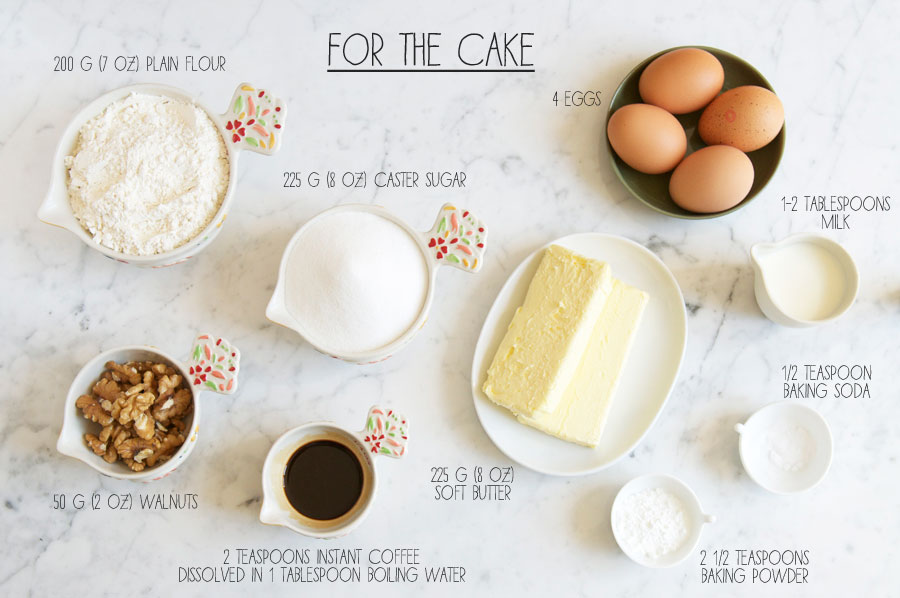 FOR THE CAKE
200 G (7 OZ) PLAIN FLOUR
4 EGGS
225 G (8 OZ) CASTER SUGAR
1-2 TABLESPOONS
MILK
1/2 TEASPOON
BAKING SODA
225 G (8 OZ)
SOFT BUTTER
50 G (2 OZ) WALNUTS
2 TEASPOONS INSTANT COFFEE
DISSOLVED IN 1 TABLESPOON BOILING WATER
2 1/2 TEASPOONS
BAKING POWDER